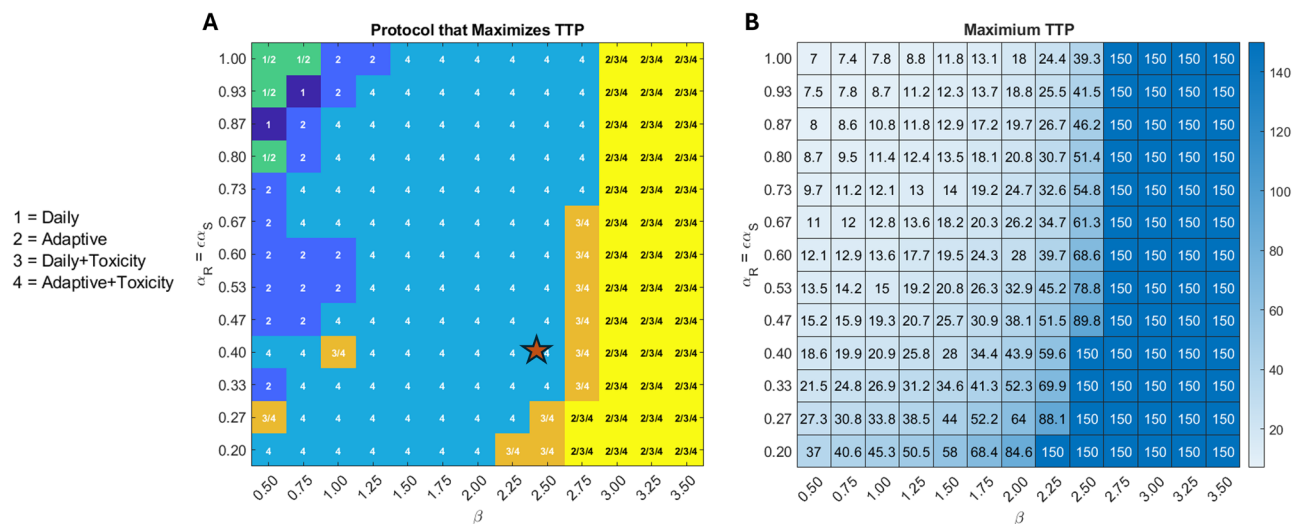 A
Protocol that Maximizes TTP
1 = Daily
2 = Adaptive
3 = Daily+Toxicity
4 = Adaptive+Toxicity
α_R = ϵα_S
1.00 1/2 1/2 2 2 4 4 4 4 4 4 2/3/4 2/3/4 2/3/4
0.93 1/2 1 2 4 4 4 4 4 4 4 2/3/4 2/3/4 2/3/4
0.87 1 2 4 4 4 4 4 4 4 4 2/3/4 2/3/4 2/3/4
0.80 1/2 2 4 4 4 4 4 4 4 4 2/3/4 2/3/4 2/3/4
0.73 2 4 4 4 4 4 4 4 4 4 2/3/4 2/3/4 2/3/4
0.67 2 4 4 4 4 4 4 4 4 3/4 2/3/4 2/3/4 2/3/4
0.60 2 2 2 4 4 4 4 4 4 3/4 2/3/4 2/3/4 2/3/4
0.53 2 2 2 4 4 4 4 4 4 3/4 2/3/4 2/3/4 2/3/4
0.47 2 2 4 4 4 4 4 4 4 3/4 2/3/4 2/3/4 2/3/4
0.40 4 4 3/4 4 4 4 4 4 4 3/4 2/3/4 2/3/4 2/3/4
0.33 2 4 4 4 4 4 4 4 4 3/4 2/3/4 2/3/4 2/3/4
0.27 3/4 4 4 4 4 4 4 4 3/4 2/3/4 2/3/4 2/3/4 2/3/4
0.20 4 4 4 4 4 4 4 3/4 3/4 2/3/4 2/3/4 2/3/4 2/3/4
0.50 0.75 1.00 1.25 1.50 1.75 2.00 2.25 2.50 2.75 3.00 3.25 3.50
β
B
Maximium TTP
α_R = ϵα_S
1.00 7 7.4 7.8 8.8 11.8 13.1 18 24.4 39.3 150 150 150 150
0.93 7.5 7.8 8.7 11.2 12.3 13.7 18.8 25.5 41.5 150 150 150 150
0.87 8 8.6 10.8 11.8 12.9 17.2 19.7 26.7 46.2 150 150 150 150
0.80 8.7 9.5 11.4 12.4 13.5 18.1 20.8 30.7 51.4 150 150 150 150
0.73 9.7 11.2 12.1 13 14 19.2 24.7 32.6 54.8 150 150 150 150
0.67 11 12 12.8 13.6 18.2 20.3 26.2 34.7 61.3 150 150 150 150
0.60 12.1 12.9 13.6 17.7 19.5 24.3 28 39.7 68.6 150 150 150 150
0.53 13.5 14.2 15 19.2 20.8 26.3 32.9 45.2 78.8 150 150 150 150
0.47 15.2 15.9 19.3 20.7 25.7 30.9 38.1 51.5 89.8 150 150 150 150
0.40 18.6 19.9 20.9 25.8 28 34.4 43.9 59.6 150 150 150 150 150
0.33 21.5 24.8 26.9 31.2 34.6 41.3 52.3 69.9 150 150 150 150 150
0.27 27.3 30.8 33.8 38.5 44 52.2 64 88.1 150 150 150 150 150
0.20 37 40.6 45.3 50.5 58 68.4 84.6 150 150 150 150 150 150
0.50 0.75 1.00 1.25 1.50 1.75 2.00 2.25 2.50 2.75 3.00 3.25 3.50
β
140
120
100
80
60
40
20